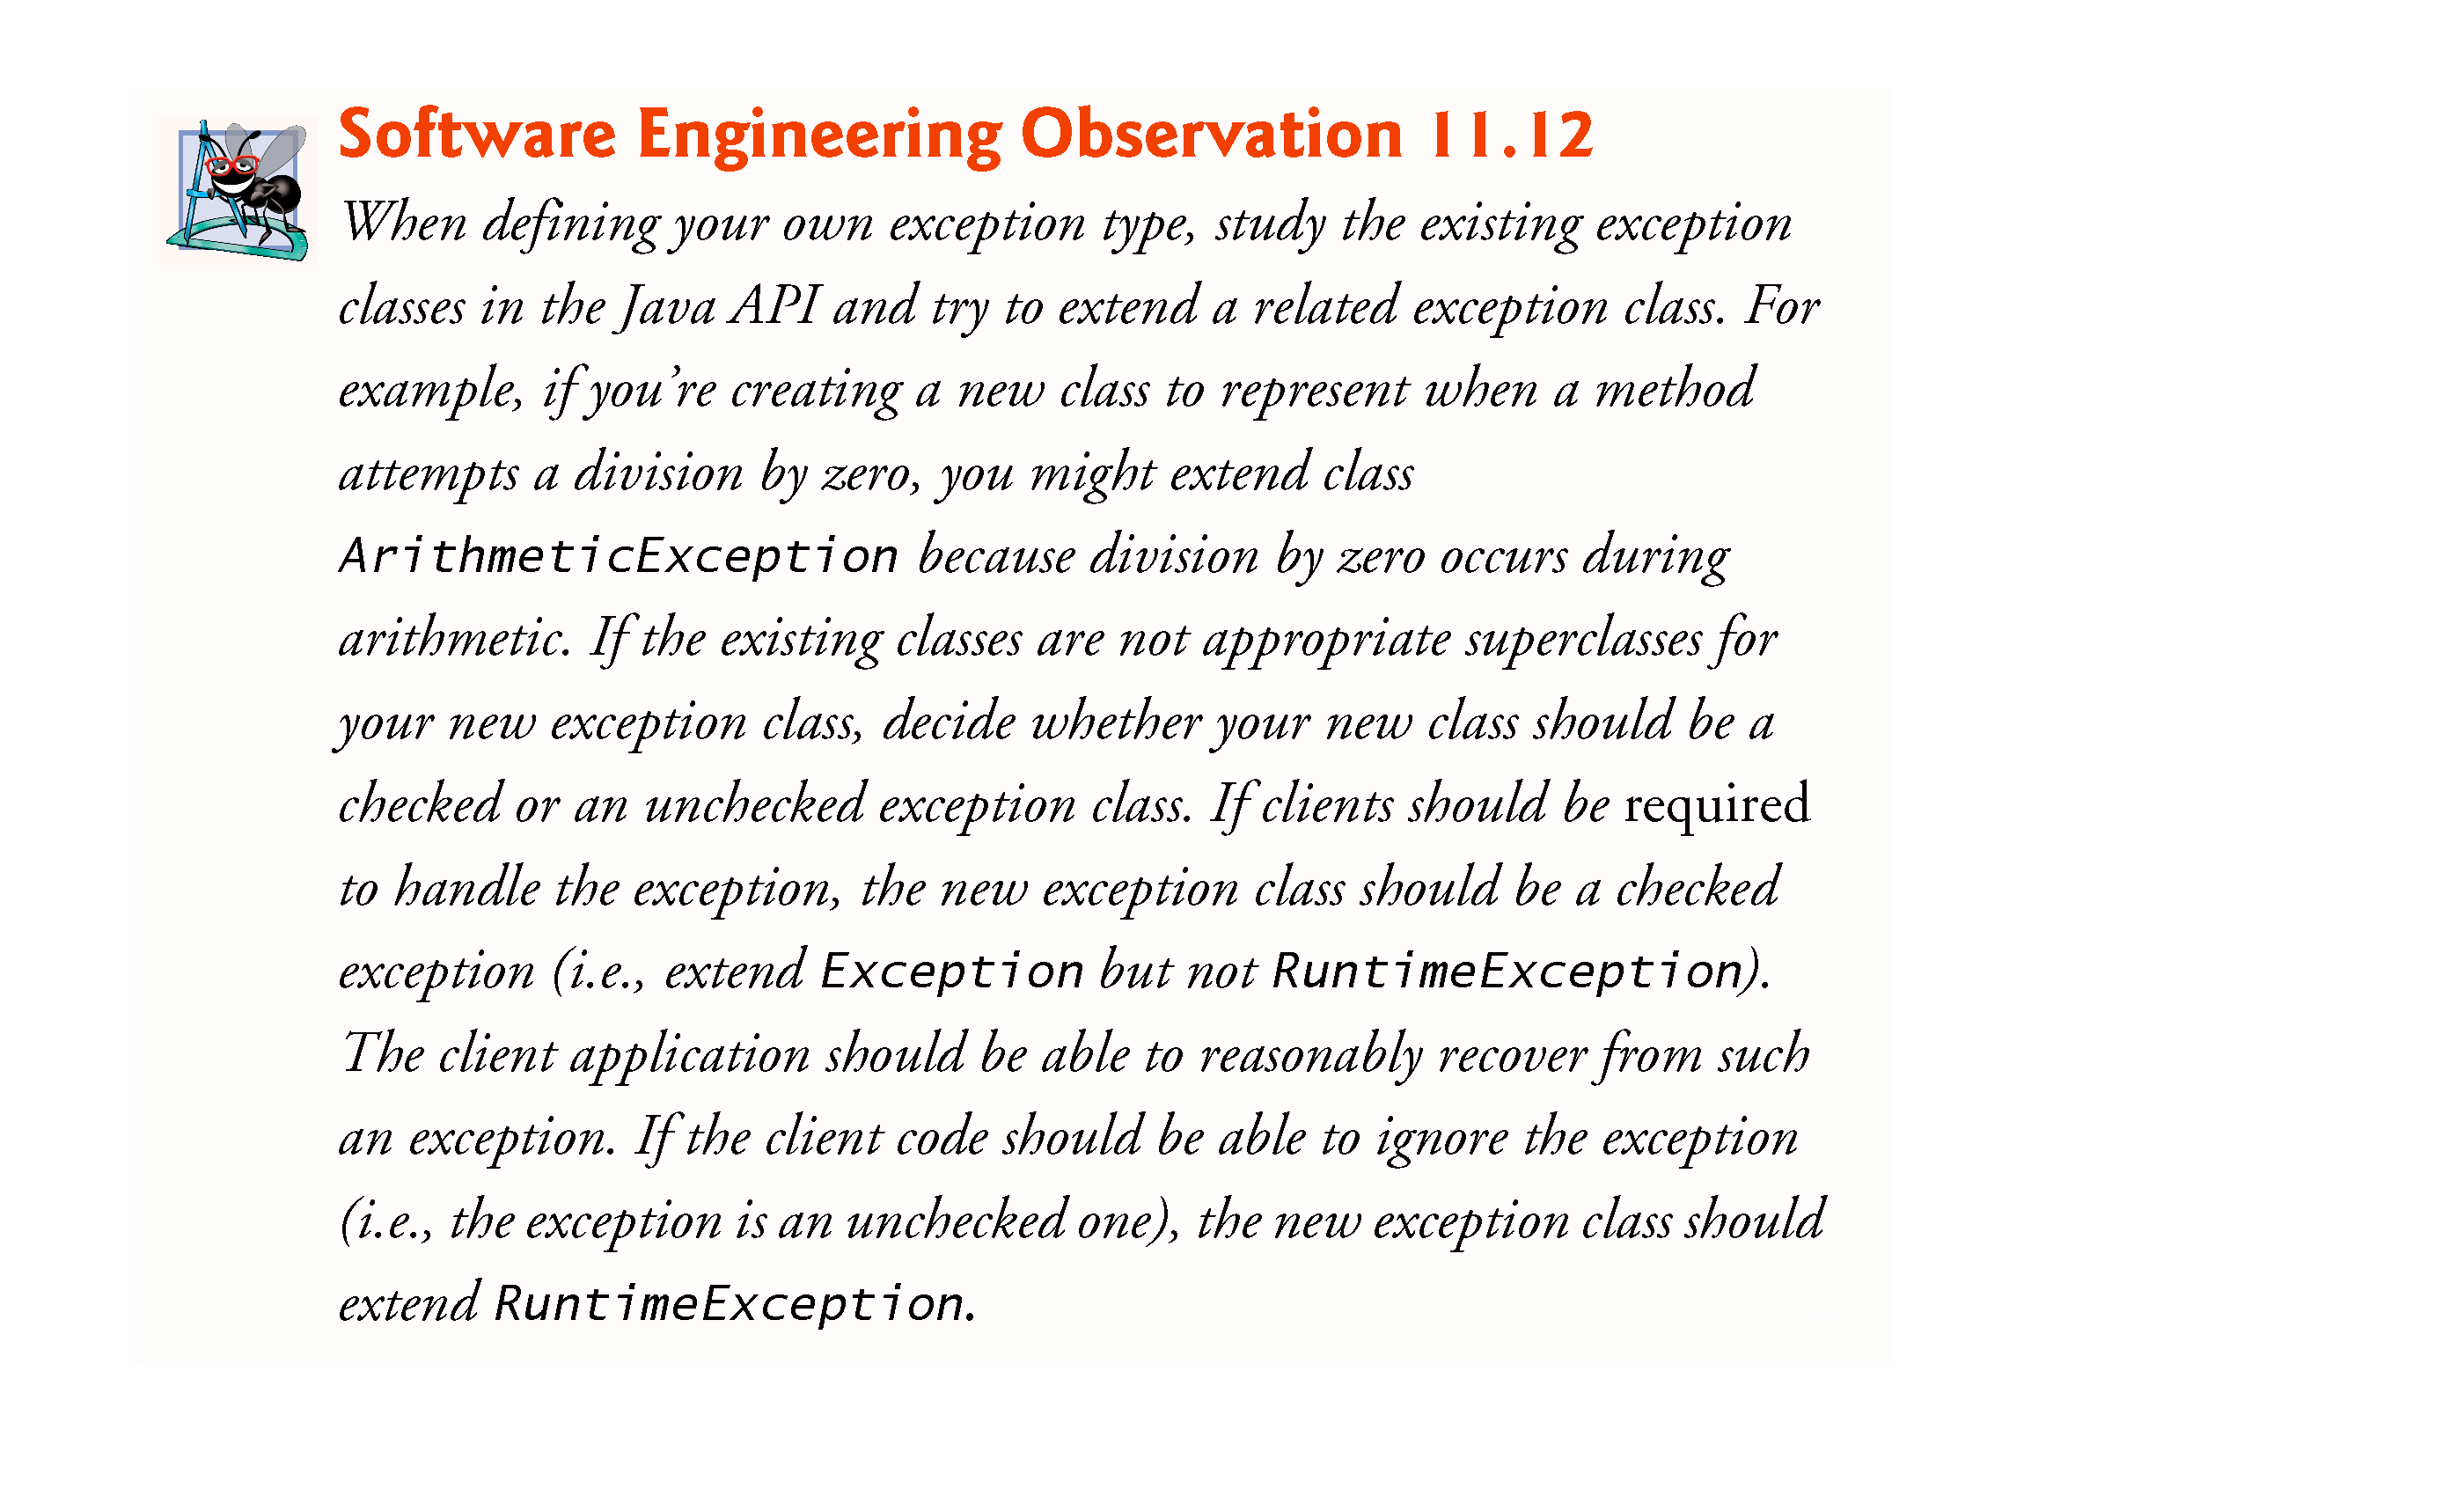 Software Engineering Observation 11.12
When defining your own exception type, study the existing exception
classes in the Java API and try to extend a related exception class. For
example, if you’re creating a new class to represent when a method
attempts a division by zero, you might extend class
ArithmeticException because division by zero occurs during
arithmetic. If the existing classes are not appropriate superclasses for
your new exception class, decide whether your new class should be a
checked or an unchecked exception class. If clients should be required
to handle the exception, the new exception class should be a checked
exception (i.e., extend Exception but not RuntimeException).
The client application should be able to reasonably recover from such
an exception. If the client code should be able to ignore the exception
(i.e., the exception is an unchecked one), the new exception class should
extend RuntimeException.